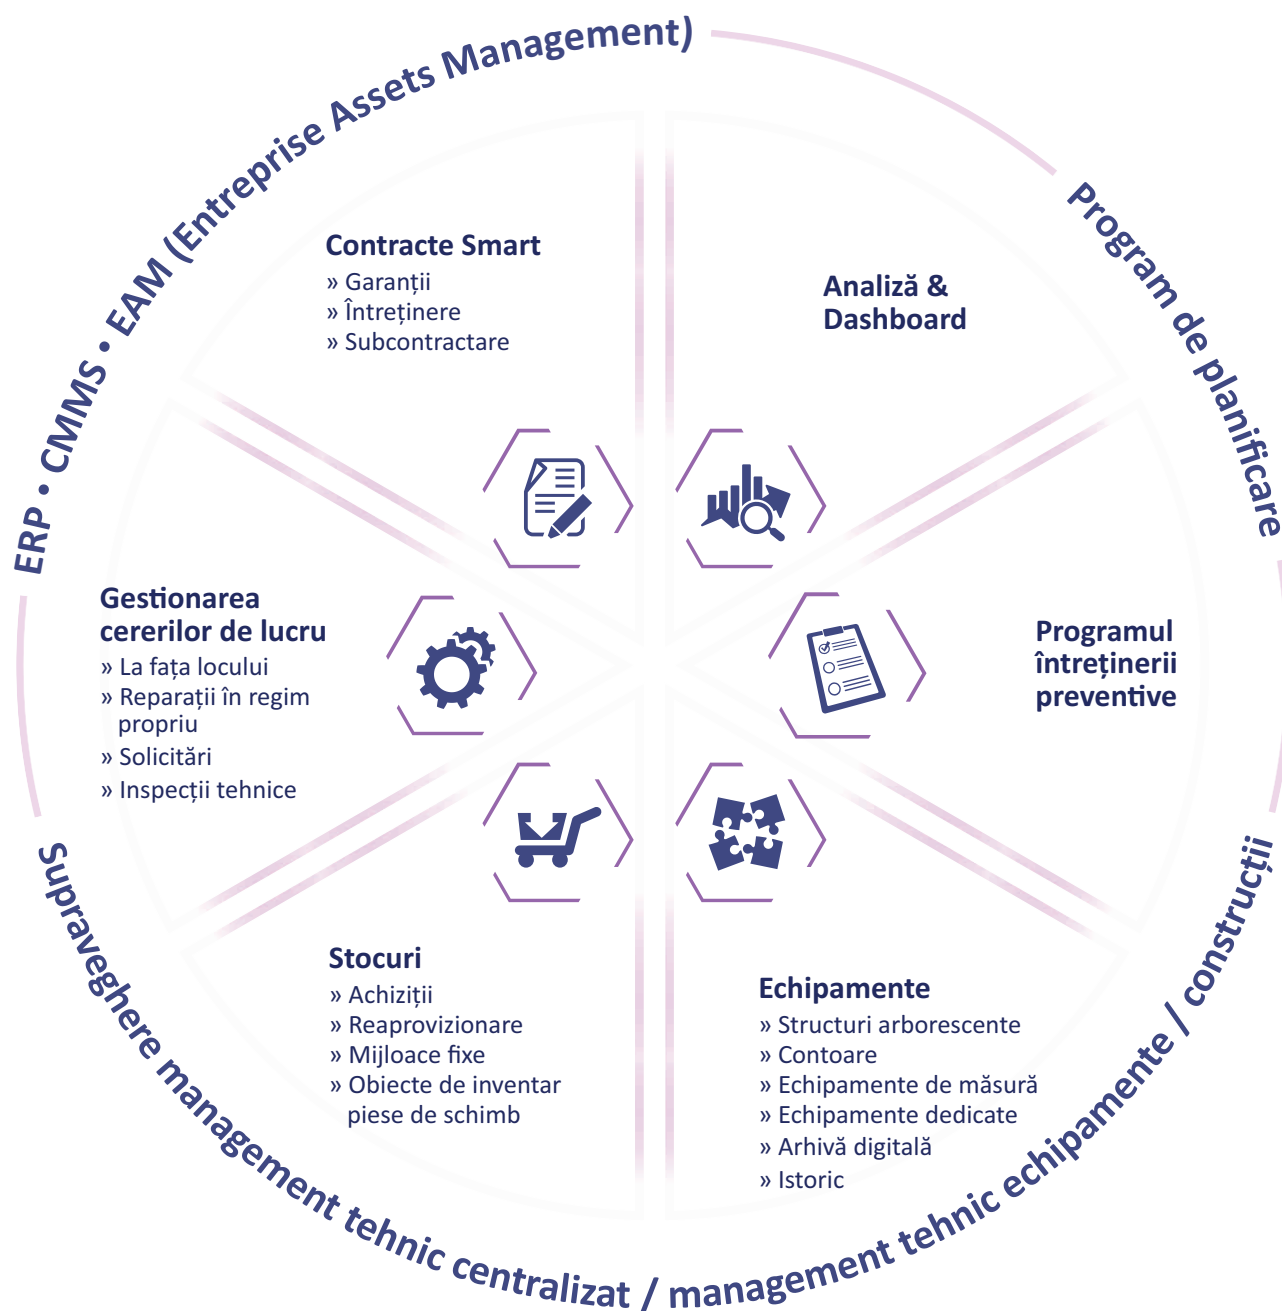 ERP • CMMS • EAM (Entreprise Assets Management)
Program de planificare
Contracte Smart
» Garanții
» Întreținere
» Subcontractare
Analiză &
Dashboard
Gestionarea
cererilor de lucru
» La fața locului
» Reparații în regim
propriu
» Solicitări
» Inspecții tehnice
Programul
întreținerii
preventive
Stocuri
» Achiziții
» Reaprovizionare
» Mijloace fixe
» Obiecte de inventar
piese de schimb
Echipamente
» Structuri arborescente
» Contoare
» Echipamente de măsură
» Echipamente dedicate
» Arhivă digitală
» Istoric
Supraveghere management tehnic centralizat / management tehnic echipamente / construcții